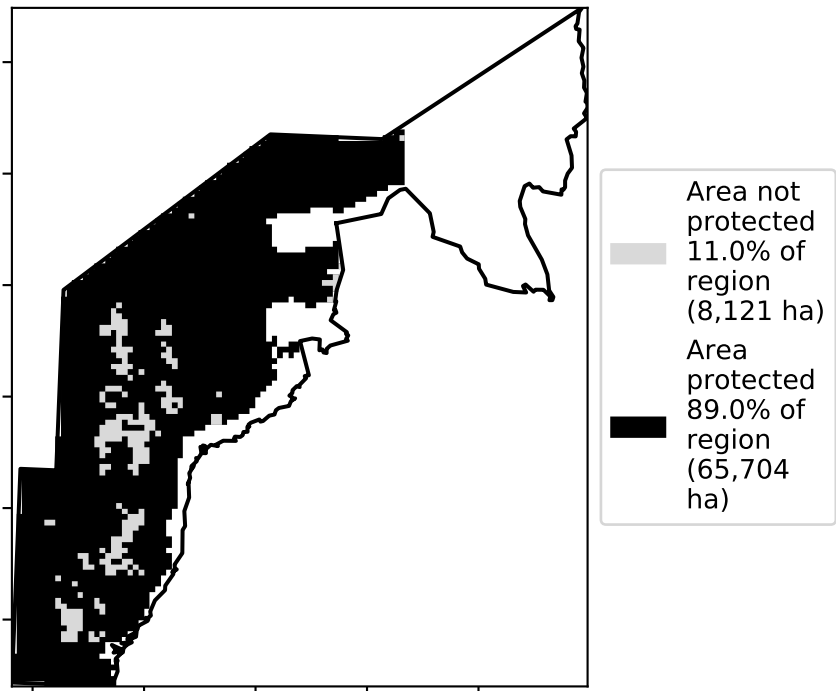 Area not
protected
11.0% of
region
(8,121 ha)
Area
protected
89.0% of
region
(65,704
ha)